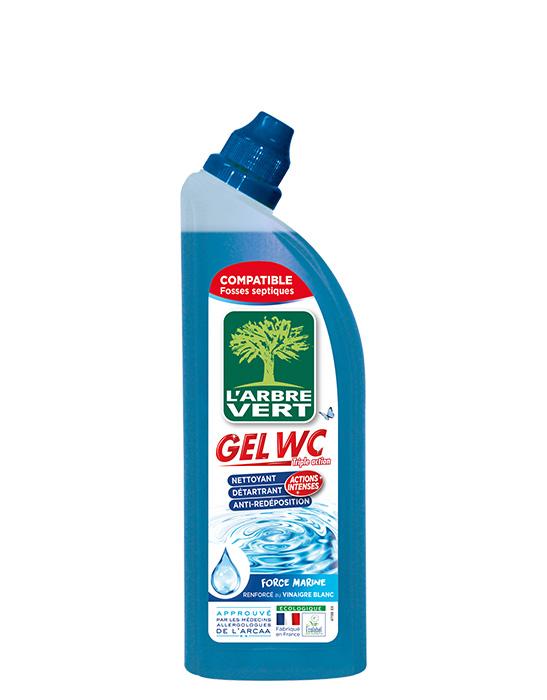 COMPATIBLE
Fosses septiques
L'ARBRE
VERT
GEL WC
Triple action
NETTOYANT
DÉTARTRANT
ANTI-REDÉPOSITION
ACTIONS
INTENSES
FORCE MARINE
RENFORCÉ AU VINAIGRE BLANC
APPROUVÉ
PAR LES MÉDECINS
ALLERGOLOGUES
DE L'ARCAA
ÉCOLOGIQUE
Fabriqué
en France
Ecolabel